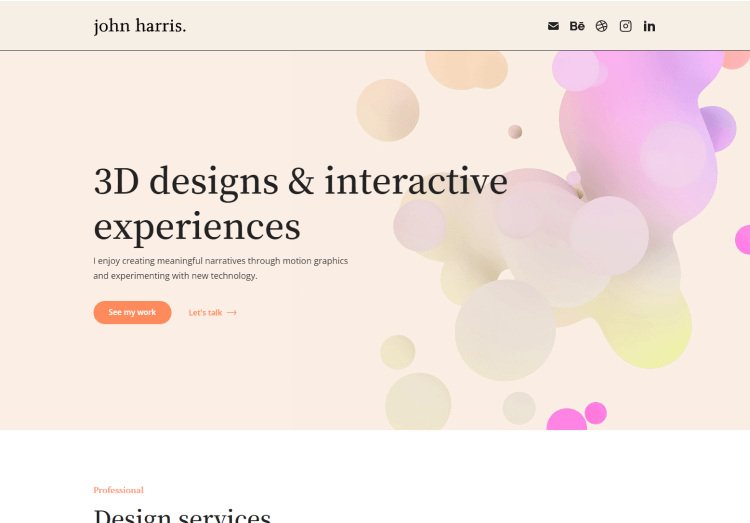 john harris.
Bē
in
3D designs & interactive
experiences
I enjoy creating meaningful narratives through motion graphics
and experimenting with new technology.
See my work
Let's talk
Professional
Design services